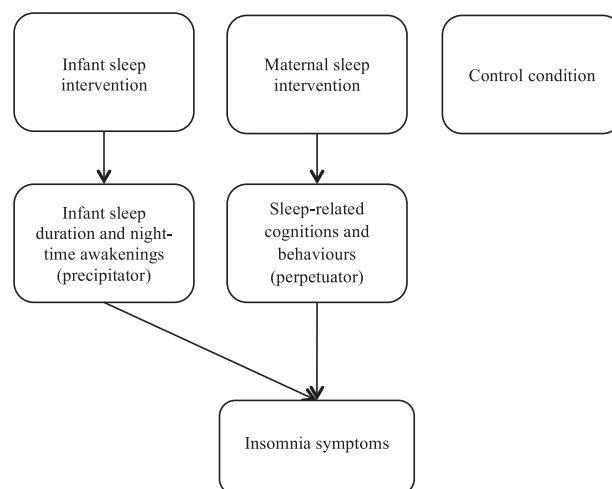 Infant sleep
intervention
Maternal sleep
intervention
Control condition
Infant sleep
duration and night-
time awakenings
(precipitator)
Sleep-related
cognitions and
behaviours
(perpetuator)
Insomnia symptoms